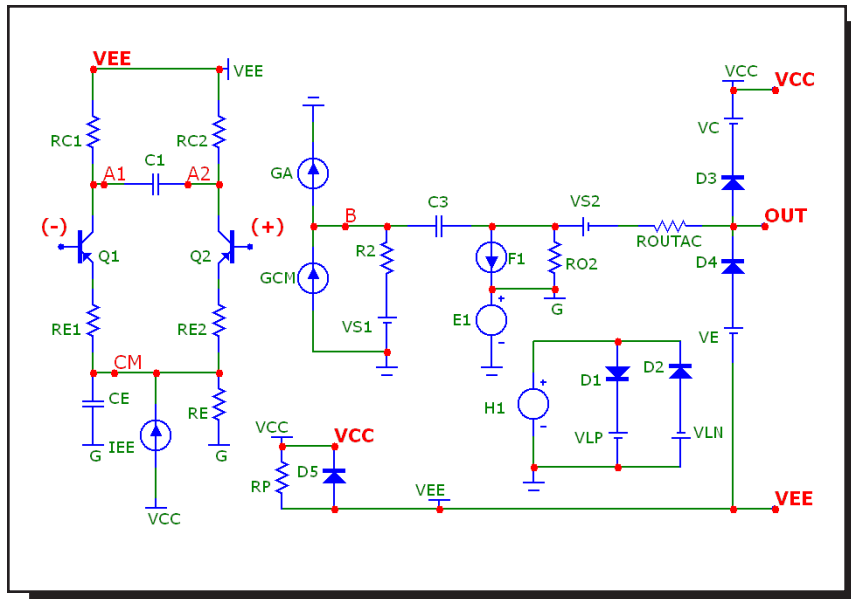 VEE
VEE
VCC
VCC
RC1
RC2
C1
A1
A2
GA
VC
D3
C3
VS2
B
OUT
(-)
(+)
ROUTAC
Q1
Q2
R2
F1
RO2
D4
GCM
G
VS1
E1
RE1
RE2
VE
CM
D1
D2
CE
RE
H1
IEE
G
G
VCC
VCC
VLP
VLN
RP
D5
VEE
VEE
VCC